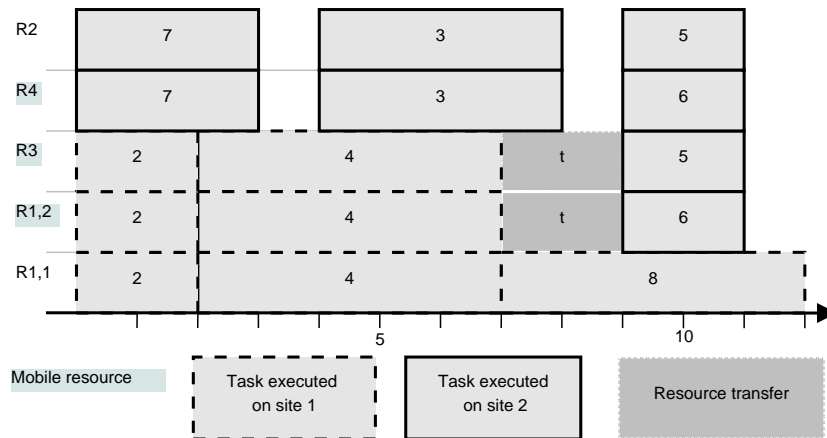 R2 7 3 5
R4 7 3 6
R3 2 4 t 5
R1,2 2 4 t 6
R1,1 2 4 8
5 10
Mobile resource
Task executed
on site 1
Task executed
on site 2
Resource transfer